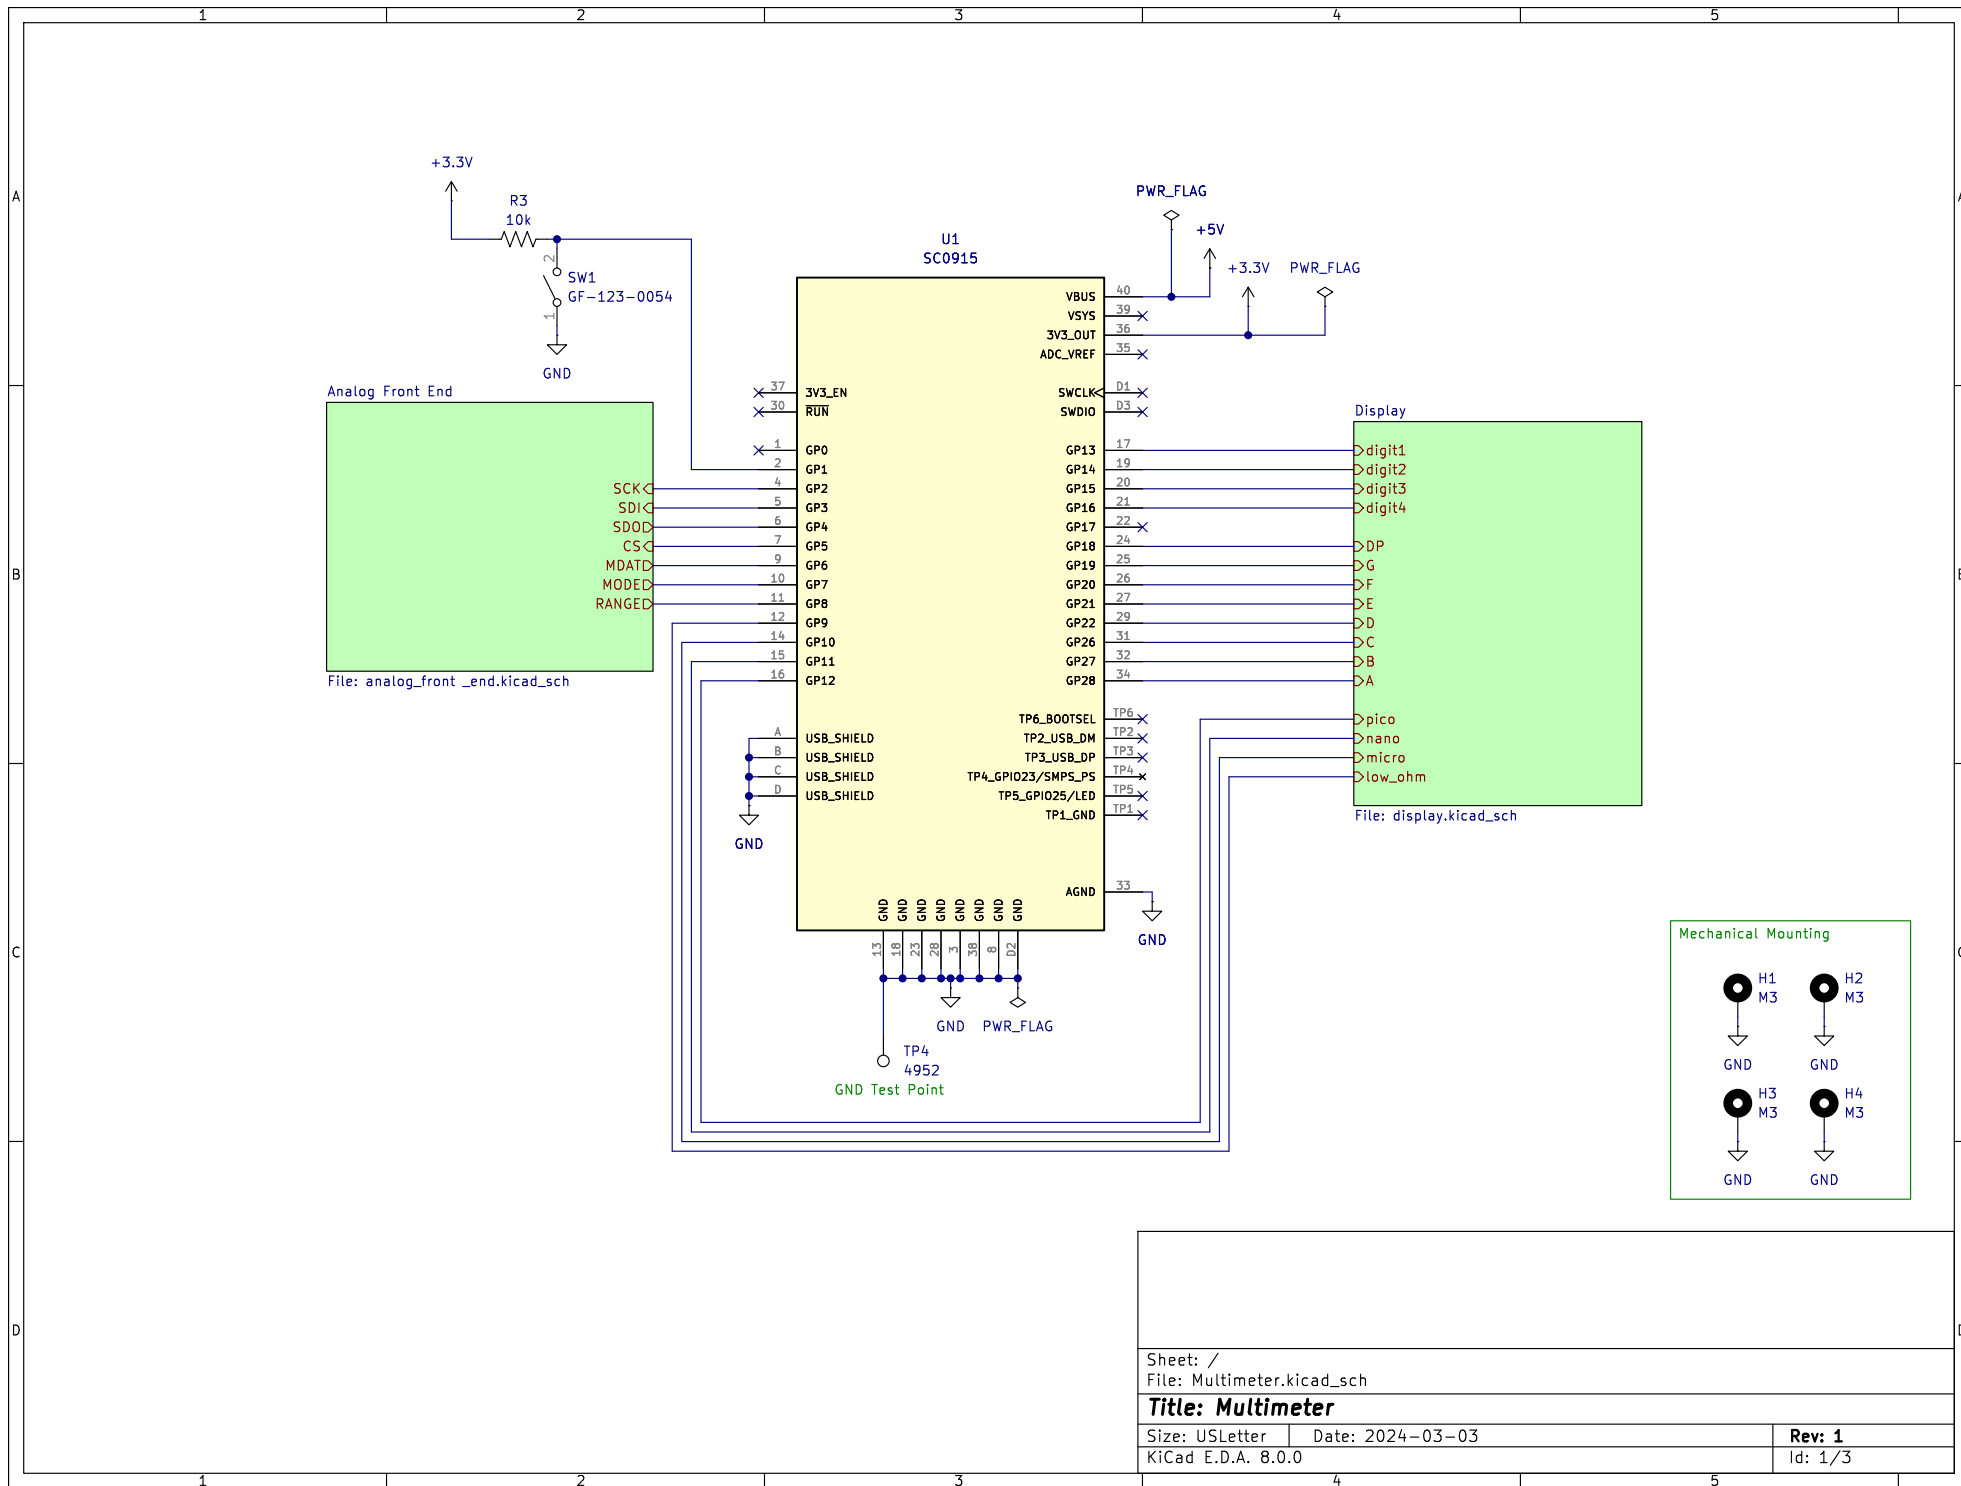 1 2 3 4 5
A
B
C
D
A
B
C
D
+3.3V
R3
10k
2
SW1
GF-123-0054
1
GND
Analog Front End
SCK
SDI
SDO
CS
MDAT
MODE
RANGE
File: analog_front _end.kicad_sch
U1
SC0915
PWR_FLAG
+5V
+3.3V
PWR_FLAG
37 3V3_EN
30 RUN
1 GP0
2 GP1
4 GP2
5 GP3
6 GP4
7 GP5
9 GP6
10 GP7
11 GP8
12 GP9
14 GP10
15 GP11
16 GP12
A USB_SHIELD
B USB_SHIELD
C USB_SHIELD
D USB_SHIELD
GND
VBUS 40
VSYS 39
3V3_OUT 36
ADC_VREF 35
SWCLK D1
SWDIO D3
GP13 17
GP14 19
GP15 20
GP16 21
GP17 22
GP18 24
GP19 25
GP20 26
GP21 27
GP22 29
GP26 31
GP27 32
GP28 34
TP6_BOOTSEL TP6
TP2_USB_DM TP2
TP3_USB_DP TP3
TP4_GPIO23/SMPS_PS TP4
TP5_GPIO25/LED TP5
TP1_GND TP1
AGND 33
GND
GND GND GND GND GND GND GND GND
13 18 23 28 3 38 8 D2
GND PWR_FLAG
TP4
4952
GND Test Point
Display
digit1
digit2
digit3
digit4
DP
G
F
E
D
C
B
A
pico
nano
micro
low_ohm
File: display.kicad_sch
Mechanical Mounting
H1
M3
GND
H2
M3
GND
H3
M3
GND
H4
M3
GND
Sheet: /
File: Multimeter.kicad_sch
Title: Multimeter
Size: USLetter Date: 2024-03-03 Rev: 1
KiCad E.D.A. 8.0.0 Id: 1/3
1 2 3 4 5